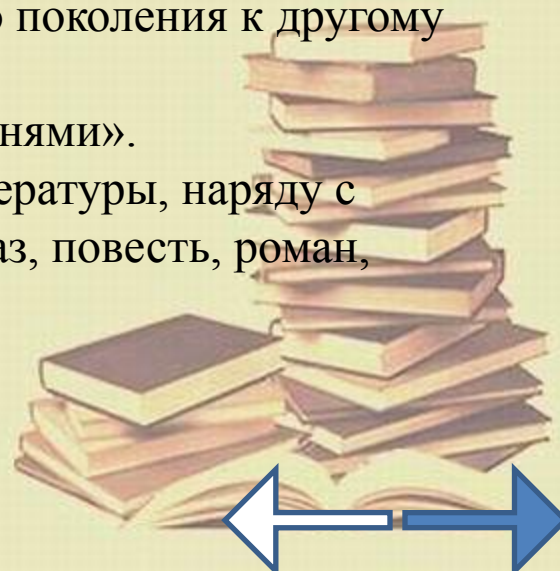 поколения к другому
нями».
ературы, наряду с
аз, повесть, роман,